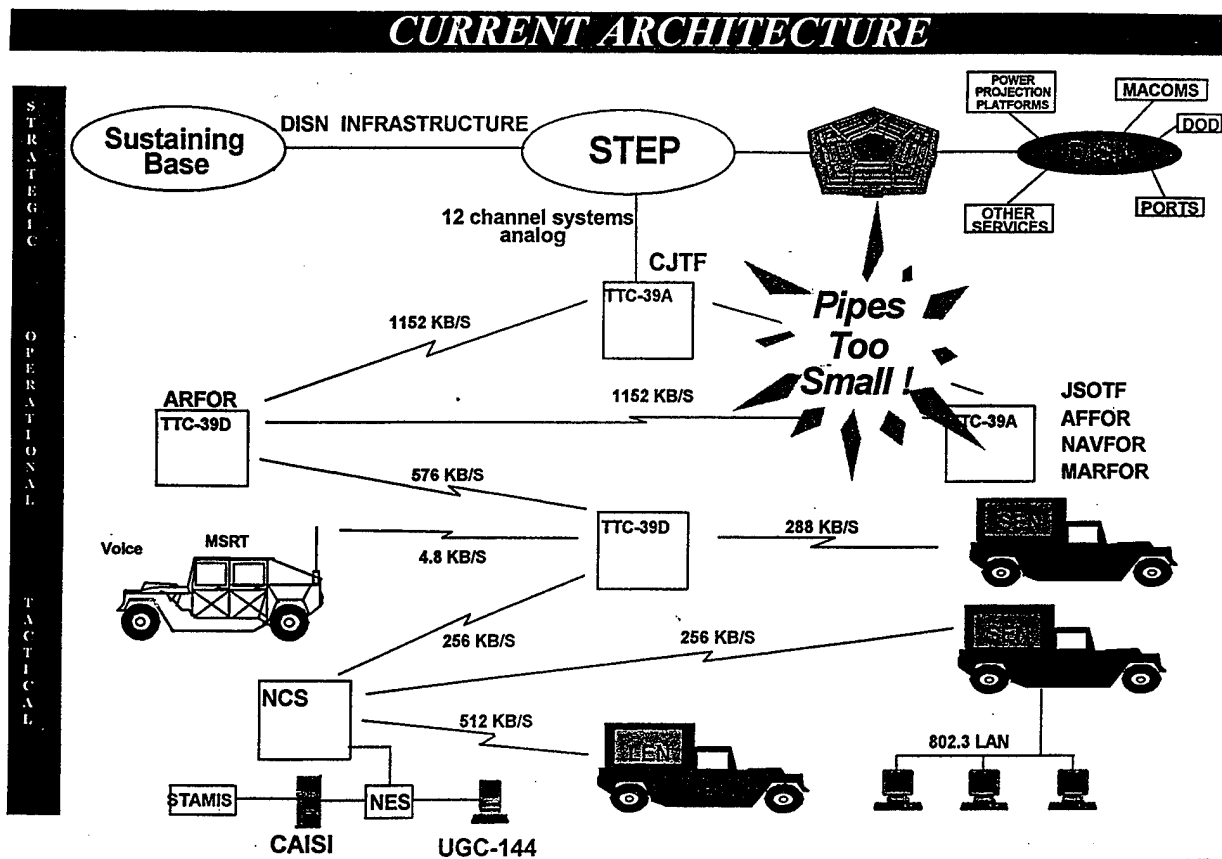 CURRENT ARCHITECTURE
STRATEGIC
OPERATIONAL
TACTICAL
Sustaining
Base
DISN INFRASTRUCTURE
STEP
POWER
PROJECTION
PLATFORMS
MACOMS
DOD
DISN
OTHER
SERVICES
PORTS
12 channel systems
analog
CJTF
TTC-39A
Pipes
Too
Small !
1152 KB/S
ARFOR
TTC-39D
1152 KB/S
TTC-39A
JSOTF
AFFOR
NAVFOR
MARFOR
576 KB/S
TTC-39D
288 KB/S
SEN
Voice
MSRT
4.8 KB/S
256 KB/S
256 KB/S
SEN
NCS
512 KB/S
LEN
802.3 LAN
STAMIS
NES
CAISI
UGC-144